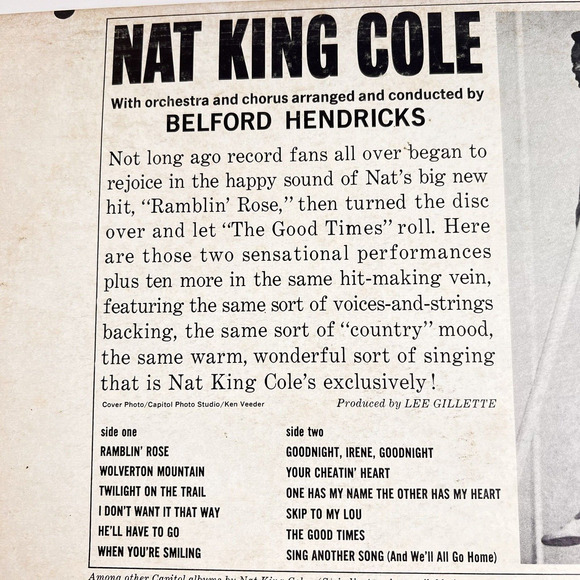 NAT KING COLE
With orchestra and chorus arranged and conducted by
BELFORD HENDRICKS
Not long ago record fans all over began to
rejoice in the happy sound of Nat's big new
hit, “Ramblin’ Rose,” then turned the disc
over and let “The Good Times” roll. Here
are those two sensational performances
plus ten more in the same hit-making vein,
featuring the same sort of voices-and-strings
backing, the same sort of “country” mood,
the same warm, wonderful sort of singing
that is Nat King Cole's exclusively!
Cover Photo/Capitol Photo Studio/Ken Veeder Produced by LEE GILLETTE
side one
RAMBLIN' ROSE
WOLVERTON MOUNTAIN
TWILIGHT ON THE TRAIL
I DON'T WANT IT THAT WAY
HE'LL HAVE TO GO
WHEN YOU'RE SMILING
side two
GOODNIGHT, IRENE, GOODNIGHT
YOUR CHEATIN' HEART
ONE HAS MY NAME THE OTHER HAS MY HEART
SKIP TO MY LOU
THE GOOD TIMES
SING ANOTHER SONG (And We'll All Go Home)
Among other Capitol albums by Nat King Cole